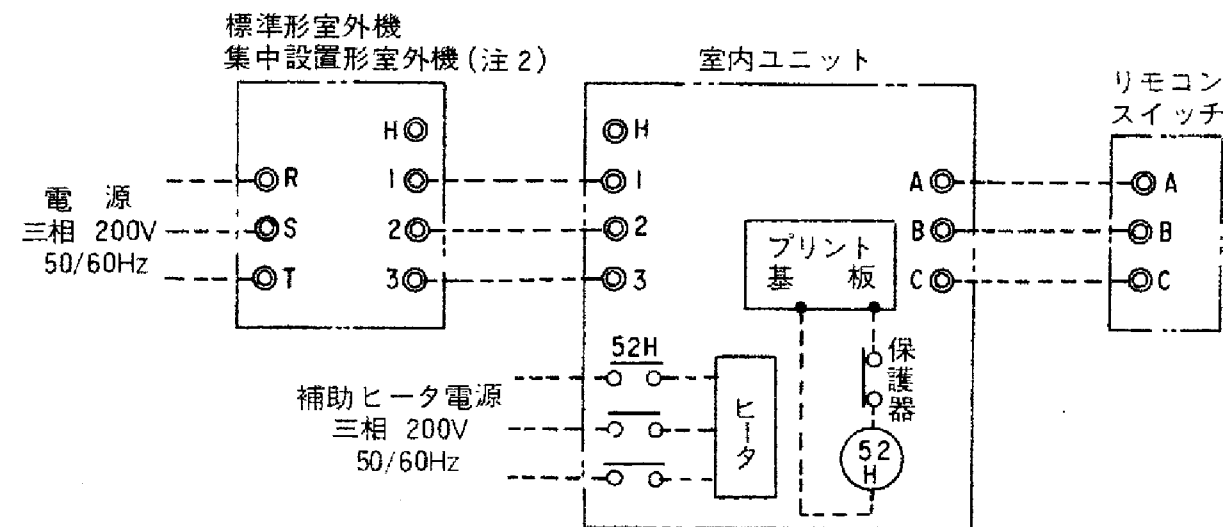 標準形室外機
集中設置形室外機(注2)
室内ユニット
リモコン
スイッチ
H
H
電源
三相 200V
50/60Hz
R
S
T
1
2
3
1
2
3
A
B
C
A
B
C
プリント
基板
52H
補助ヒータ電源
三相 200V
50/60Hz
ヒータ
保護器
52
H